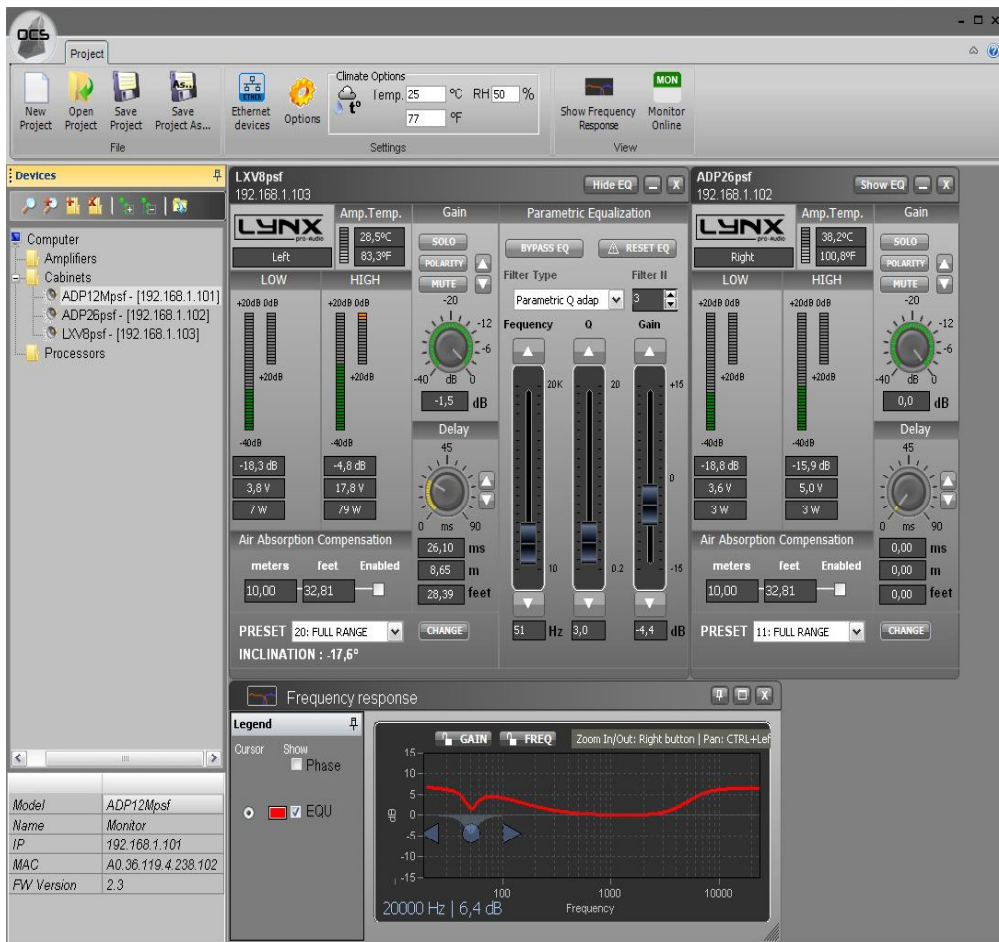 OCS
Project
New Project
Open Project
Save Project
As...
Save Project As...
File
ETHER
Ethernet devices
Options
Climate Options
Temp. 25 ºC RH 50 %
tº
77 ºF
Settings
Show Frequency Response
MON
Monitor Online
View
Devices
Computer
Amplifiers
Cabinets
ADP12Mpsf - [192.168.1.101]
ADP26psf - [192.168.1.102]
LXV8psf - [192.168.1.103]
Processors
Model ADP12Mpsf
Name Monitor
IP 192.168.1.101
MAC A0.36.119.4.238.102
FW Version 2.3
LXV8psf
192.168.1.103
Hide EQ
LYNX
pro-audio
Left
Amp.Temp.
28,5ºC
83,3ºF
LOW HIGH
+20dB 0dB +20dB 0dB
+20dB +20dB
-40dB -40dB
-18,3 dB -4,8 dB
3,8 V 17,8 V
7 W 79 W
Air Absorption Compensation
meters feet Enabled
10,00 32,81
PRESET 20: FULL RANGE CHANGE
INCLINATION : -17,6º
Gain
SOLO
POLARITY
MUTE
-20
-12
-6
-40 dB 0
-1,5 dB
Delay
45
0 ms 90
26,10 ms
8,65 m
28,39 feet
Parametric Equalization
BYPASS EQ RESET EQ
Filter Type Filter N
Parametric Q adap 3
Fequency Q Gain
20K 20 +15
0
10 0.2 -15
51 Hz 3,0 -4,4 dB
ADP26psf
192.168.1.102
Show EQ
LYNX
pro-audio
Right
Amp.Temp.
38,2ºC
100,8ºF
LOW HIGH
+20dB 0dB +20dB 0dB
+20dB +20dB
-40dB -40dB
-18,8 dB -15,9 dB
3,6 V 5,0 V
3 W 3 W
Air Absorption Compensation
meters feet Enabled
10,00 32,81
PRESET 11: FULL RANGE CHANGE
Gain
SOLO
POLARITY
MUTE
-20
-12
-6
-40 dB 0
0,0 dB
Delay
45
0 ms 90
0,00 ms
0,00 m
0,00 feet
Frequency response
Legend
Cursor Show
Phase
EQU
GAIN FREQ Zoom In/Out: Right button | Pan: CTRL+Lef
15
10
5
0
-5
-10
-15
dB
100 1000 10000
Frequency
20000 Hz | 6,4 dB